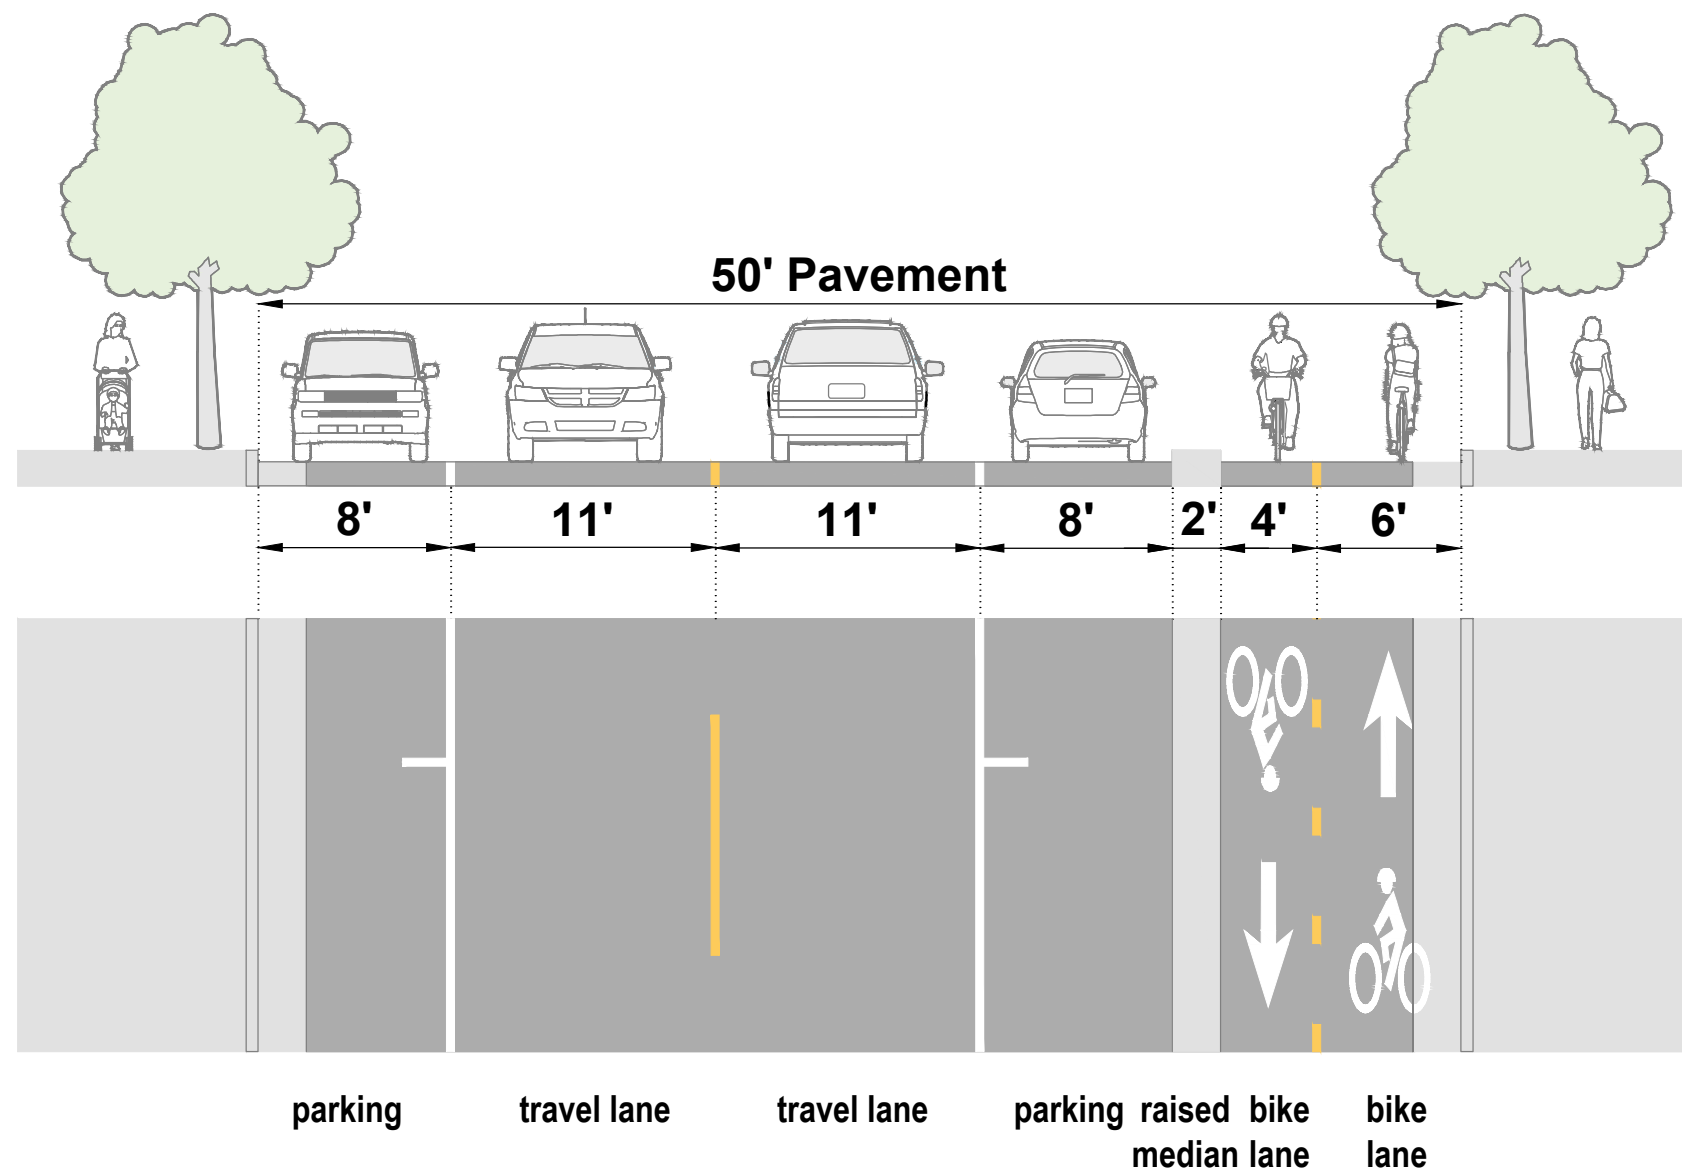 50' Pavement
8' 11' 11' 8' 2' 4' 6'
parking travel lane travel lane parking raised bike bike
median lane lane